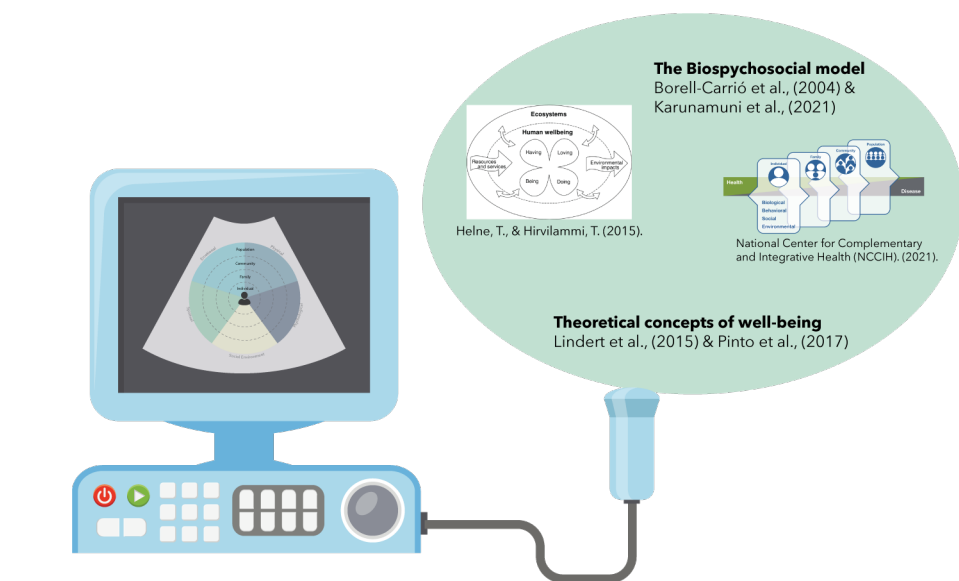 The Biospychosocial model
Borell-Carrió et al., (2004) &
Karunamuni et al., (2021)
Ecosystems
Human wellbeing
Having
Loving
Resources
and services
Environmental
impacts
Being
Doing
Helne, T., & Hirvilammi, T. (2015).
Population
Community
Family
Individual
Health
Disease
Biological
Behavioral
Social
Environmental
National Center for Complementary
and Integrative Health (NCCIH). (2021).
Theoretical concepts of well-being
Lindert et al., (2015) & Pinto et al., (2017)
Population
Community
Family
Individual